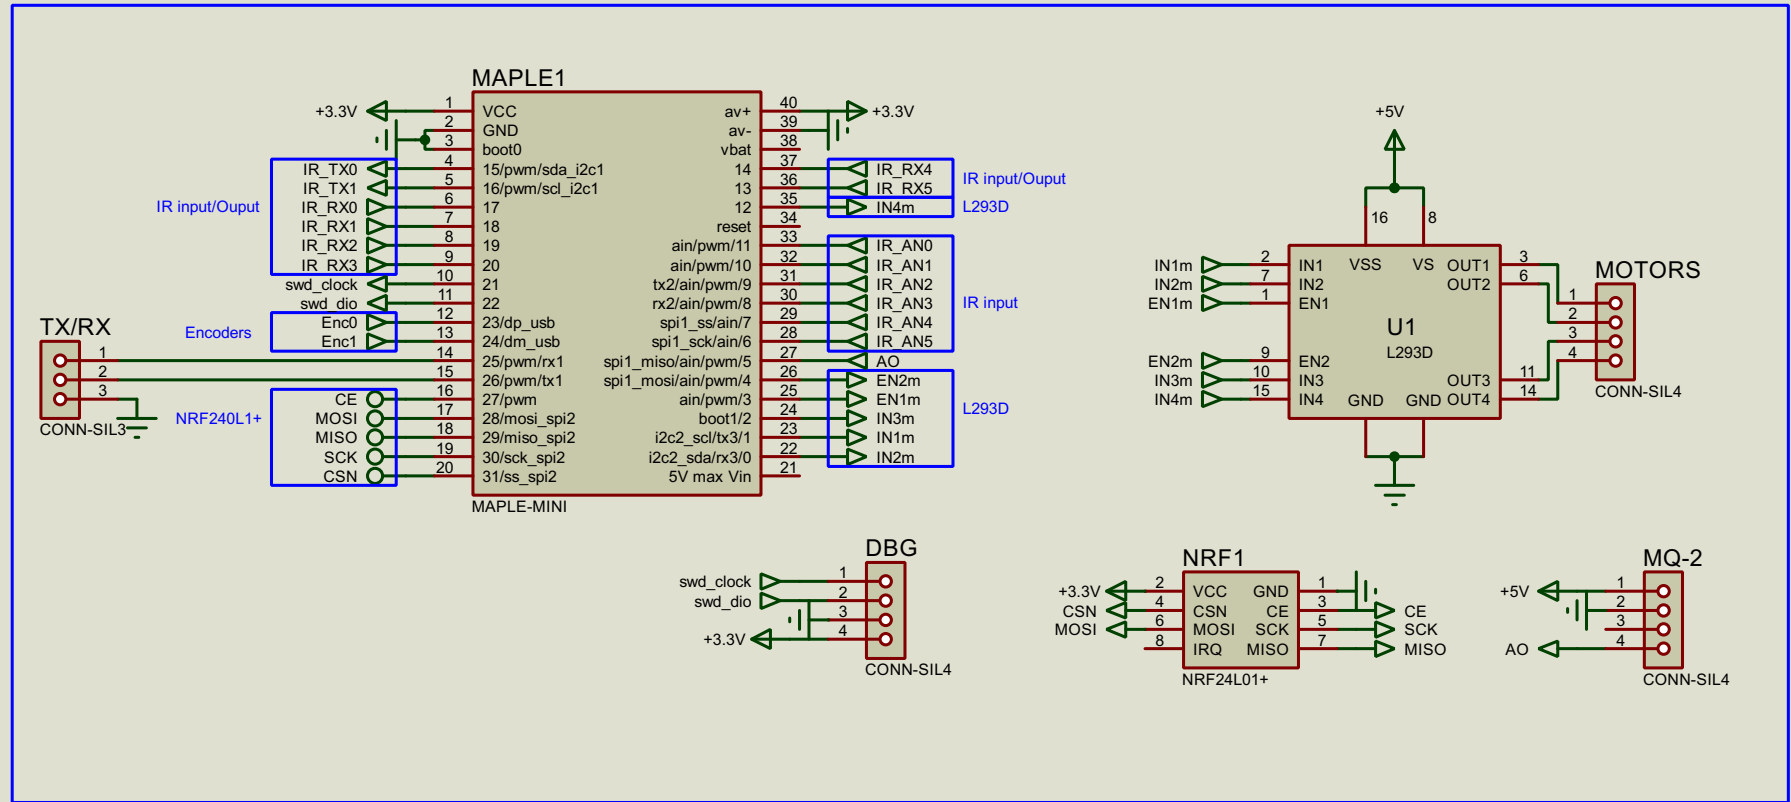 MAPLE1
+3.3V 1 VCC av+ 40 +3.3V
2 GND av- 39
3 boot0 vbat 38
IR_TX0 4 15/pwm/sda_i2c1 14 37 IR_RX4
IR_TX1 5 16/pwm/scl_i2c1 13 36 IR_RX5
IR input/Ouput
IR_RX0 6 17 12 35 IN4m L293D
IR input/Ouput
IR_RX1 7 18 reset 34
IR_RX2 8 19 ain/pwm/11 33 IR_AN0
IR_RX3 9 20 ain/pwm/10 32 IR_AN1
swd_clock 10 21 tx2/ain/pwm/9 31 IR_AN2
swd_dio 11 22 rx2/ain/pwm/8 30 IR_AN3
IR input
Enc0 12 23/dp_usb spi1_ss/ain/7 29 IR_AN4
Encoders
Enc1 13 24/dm_usb spi1_sck/ain/6 28 IR_AN5
14 25/pwm/rx1 spi1_miso/ain/pwm/5 27 AO
15 26/pwm/tx1 spi1_mosi/ain/pwm/4 26 EN2m
CE 16 27/pwm ain/pwm/3 25 EN1m
L293D
MOSI 17 28/mosi_spi2 boot1/2 24 IN3m
NRF240L1+
MISO 18 29/miso_spi2 i2c2_scl/tx3/1 23 IN1m
SCK 19 30/sck_spi2 i2c2_sda/rx3/0 22 IN2m
CSN 20 31/ss_spi2 5V max Vin 21
MAPLE-MINI
TX/RX
1
2
3
CONN-SIL3
+5V
16 8
VSS VS
IN1m 2 IN1 OUT1 3
IN2m 7 IN2 OUT2 6
EN1m 1 EN1
U1
L293D
EN2m 9 EN2
IN3m 10 IN3 OUT3 11
IN4m 15 IN4 OUT4 14
GND GND
MOTORS
1
2
3
4
CONN-SIL4
DBG
swd_clock 1
swd_dio 2
3
+3.3V 4
CONN-SIL4
NRF1
+3.3V 2 VCC GND 1
CSN 4 CSN CE 3 CE
MOSI 6 MOSI SCK 5 SCK
8 IRQ MISO 7 MISO
NRF24L01+
MQ-2
+5V 1
2
3
AO 4
CONN-SIL4